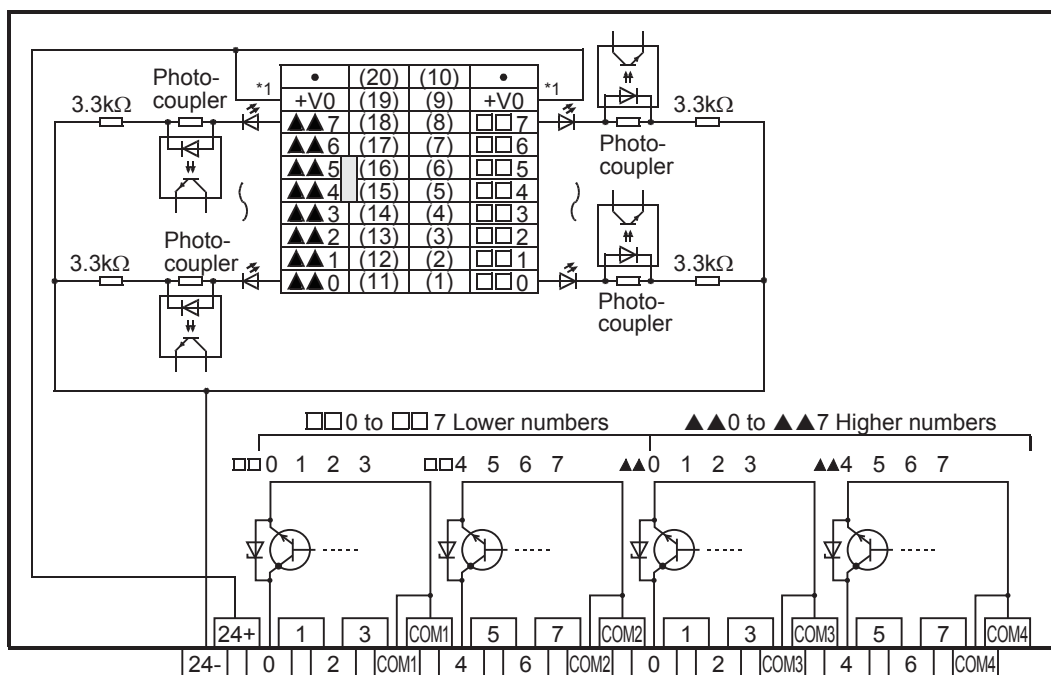 • (20) (10) •
Photo-
coupler
*1
*1
3.3kΩ
+V0 (19) (9) +V0
3.3kΩ
▲▲7 (18) (8) □□7
▲▲6 (17) (7) □□6
Photo-
coupler
▲▲5 (16) (6) □□5
▲▲4 (15) (5) □□4
▲▲3 (14) (4) □□3
▲▲2 (13) (3) □□2
Photo-
coupler
3.3kΩ
▲▲1 (12) (2) □□1
3.3kΩ
▲▲0 (11) (1) □□0
Photo-
coupler
□□0 to □□7 Lower numbers ▲▲0 to ▲▲7 Higher numbers
□□0 1 2 3 □□4 5 6 7 ▲▲0 1 2 3 ▲▲4 5 6 7
24+ 1 3 COM1 5 7 COM2 1 3 COM3 5 7 COM4
24- 0 2 COM1 4 6 COM2 0 2 COM3 4 6 COM4